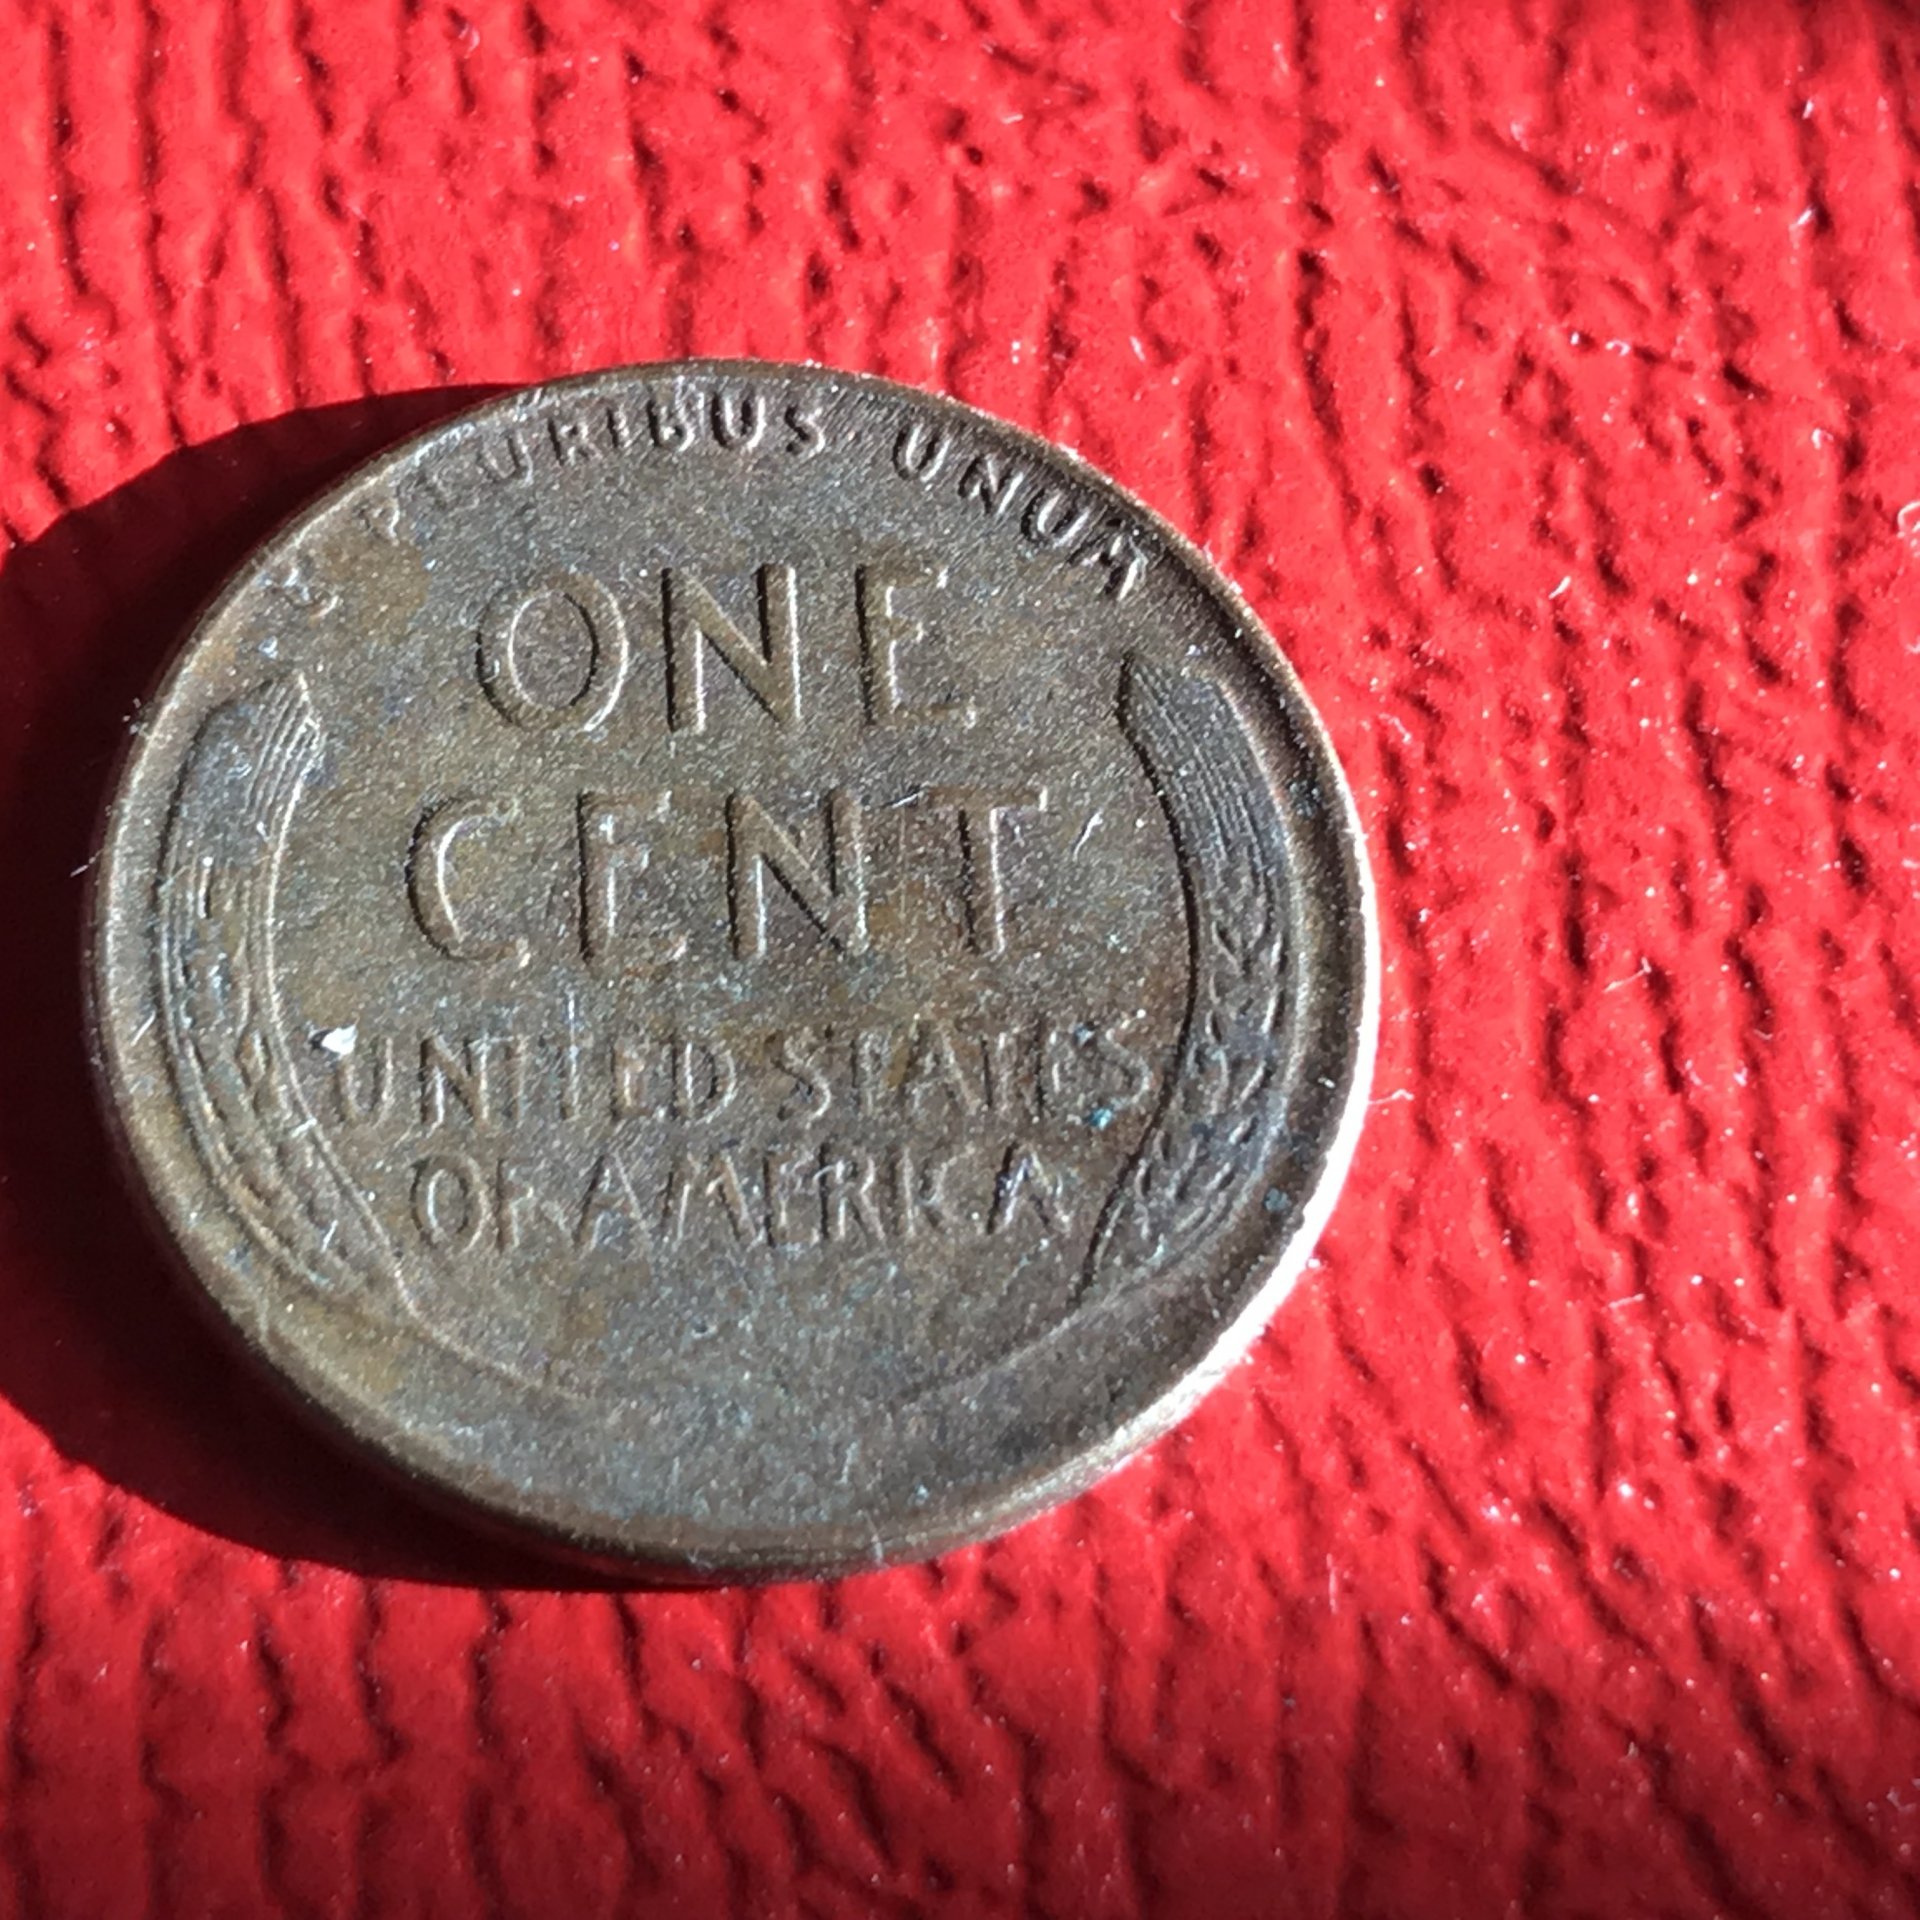 E PLURIBUS UNUM
ONE
CENT
UNITED STATES
OF AMERICA